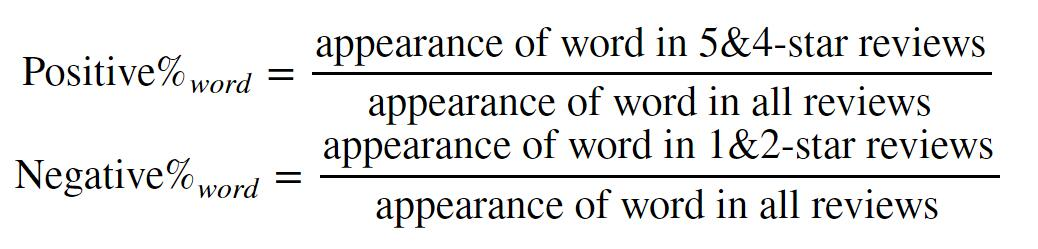 appearance of word in 5&4-star reviews
Positive%word =
appearance of word in all reviews
appearance of word in 1&2-star reviews
Negative%word =
appearance of word in all reviews